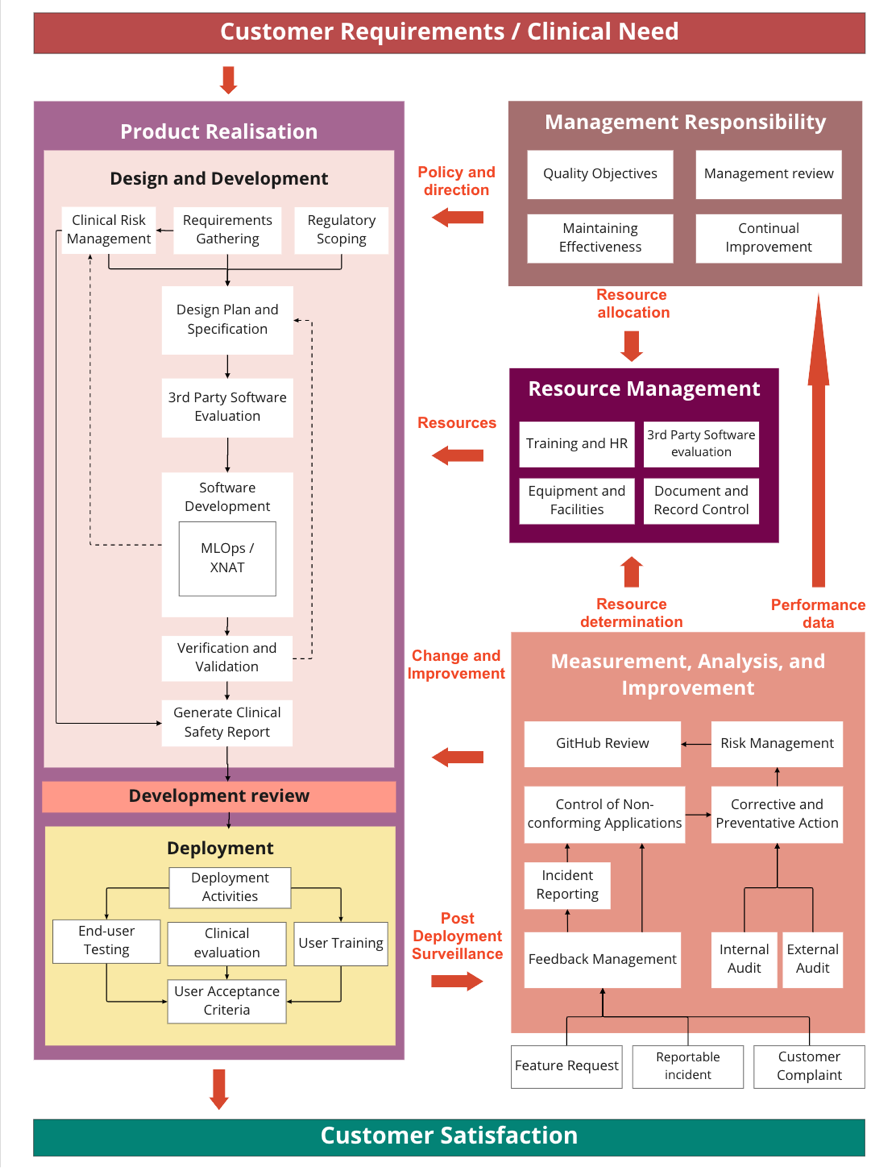 Customer Requirements / Clinical Need
Product Realisation
Design and Development
Clinical Risk
Management
Requirements
Gathering
Regulatory
Scoping
Design Plan and
Specification
3rd Party Software
Evaluation
Software
Development
MLOps /
XNAT
Verification and
Validation
Generate Clinical
Safety Report
Development review
Deployment
Deployment
Activities
End-user
Testing
Clinical
evaluation
User Training
User Acceptance
Criteria
Policy and
direction
Resources
Change and
Improvement
Post
Deployment
Surveillance
Management Responsibility
Quality Objectives
Management review
Maintaining
Effectiveness
Continual
Improvement
Resource
allocation
Resource Management
Training and HR
3rd Party Software
evaluation
Equipment and
Facilities
Document and
Record Control
Resource
determination
Performance
data
Measurement, Analysis, and
Improvement
GitHub Review
Risk Management
Control of Non-
conforming Applications
Corrective and
Preventative Action
Incident
Reporting
Feedback Management
Internal
Audit
External
Audit
Feature Request
Reportable
incident
Customer
Complaint
Customer Satisfaction